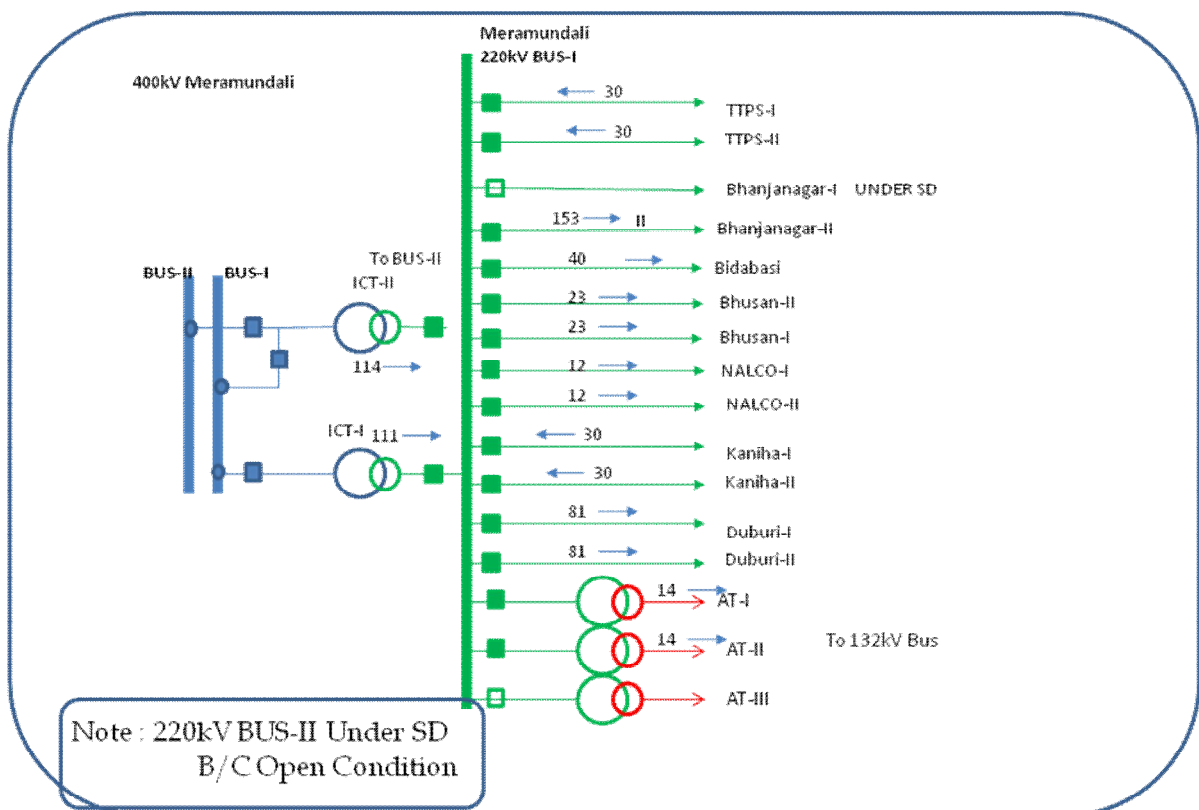 Meramundali
220kV BUS-I
400kV Meramundali
30
TTPS-I
30
TTPS-II
Bhanjanagar-I UNDER SD
153 II
Bhanjanagar-II
To BUS-II
40
Bidabasi
BUS-II BUS-I
ICT-II
23
Bhusan-II
23
Bhusan-I
114
12
NALCO-I
12
NALCO-II
ICT-I 111
30
Kaniha-I
30
Kaniha-II
81
Duburi-I
81
Duburi-II
14
AT-I
14
To 132kV Bus
AT-II
AT-III
Note : 220kV BUS-II Under SD
B/C Open Condition